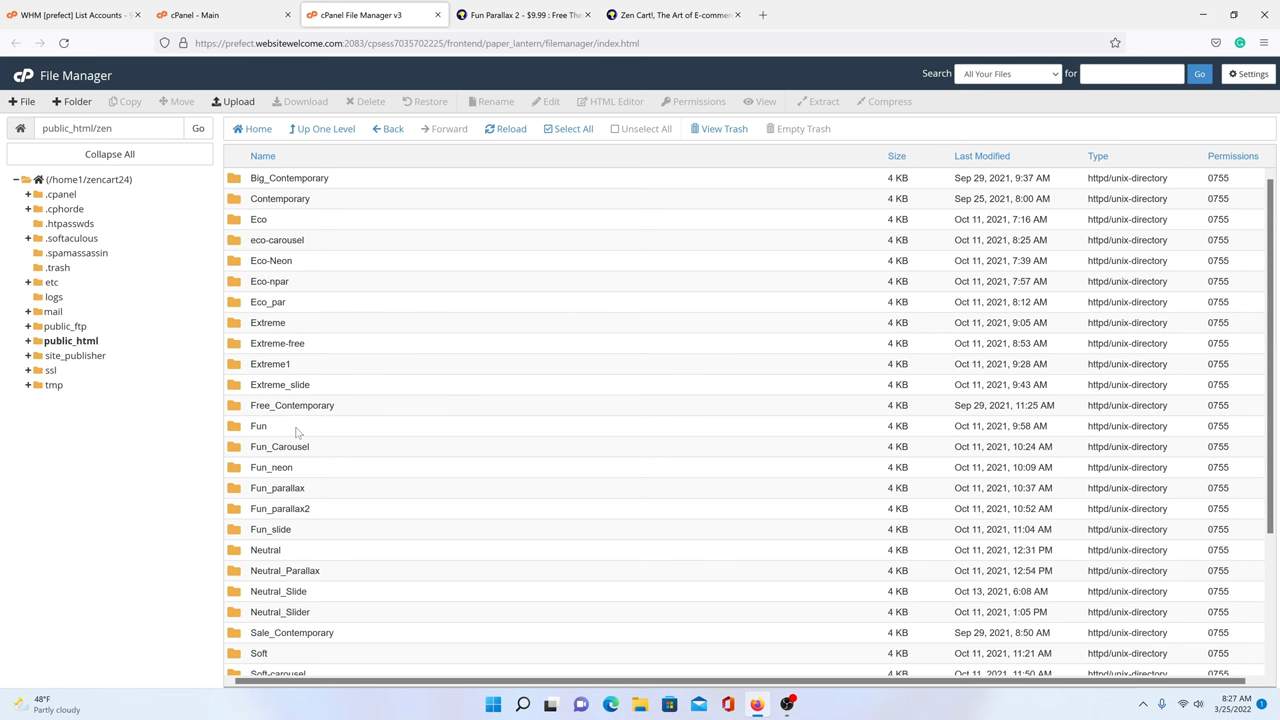 WHM [prefect] List Accounts - S
cPanel - Main
cPanel File Manager v3
Fun Parallax 2 - $9.99 : Free The
Zen Cart!, The Art of E-comme
https://prefect.websitewelcome.com:2083/cpsess7035702225/frontend/paper_lantern/filemanager/index.html
cP File Manager
Search All Your Files for Go Settings
File Folder Copy Move Upload Download Delete Restore Rename Edit HTML Editor Permissions View Extract Compress
public_html/zen Go
Home Up One Level Back Forward Reload Select All Unselect All View Trash Empty Trash
Collapse All
(/home1/zencart24)
.cpanel
.cphorde
.htpasswds
.softaculous
.spamassassin
.trash
etc
logs
mail
public_ftp
public_html
site_publisher
ssl
tmp
Name Size Last Modified Type Permissions
Big_Contemporary 4 KB Sep 29, 2021, 9:37 AM httpd/unix-directory 0755
Contemporary 4 KB Sep 25, 2021, 8:00 AM httpd/unix-directory 0755
Eco 4 KB Oct 11, 2021, 7:16 AM httpd/unix-directory 0755
eco-carousel 4 KB Oct 11, 2021, 8:25 AM httpd/unix-directory 0755
Eco-Neon 4 KB Oct 11, 2021, 7:39 AM httpd/unix-directory 0755
Eco-npar 4 KB Oct 11, 2021, 7:57 AM httpd/unix-directory 0755
Eco_par 4 KB Oct 11, 2021, 8:12 AM httpd/unix-directory 0755
Extreme 4 KB Oct 11, 2021, 9:05 AM httpd/unix-directory 0755
Extreme-free 4 KB Oct 11, 2021, 8:53 AM httpd/unix-directory 0755
Extreme1 4 KB Oct 11, 2021, 9:28 AM httpd/unix-directory 0755
Extreme_slide 4 KB Oct 11, 2021, 9:43 AM httpd/unix-directory 0755
Free_Contemporary 4 KB Sep 29, 2021, 11:25 AM httpd/unix-directory 0755
Fun 4 KB Oct 11, 2021, 9:58 AM httpd/unix-directory 0755
Fun_Carousel 4 KB Oct 11, 2021, 10:24 AM httpd/unix-directory 0755
Fun_neon 4 KB Oct 11, 2021, 10:09 AM httpd/unix-directory 0755
Fun_parallax 4 KB Oct 11, 2021, 10:37 AM httpd/unix-directory 0755
Fun_parallax2 4 KB Oct 11, 2021, 10:52 AM httpd/unix-directory 0755
Fun_slide 4 KB Oct 11, 2021, 11:04 AM httpd/unix-directory 0755
Neutral 4 KB Oct 11, 2021, 12:31 PM httpd/unix-directory 0755
Neutral_Parallax 4 KB Oct 11, 2021, 12:54 PM httpd/unix-directory 0755
Neutral_Slide 4 KB Oct 13, 2021, 6:08 AM httpd/unix-directory 0755
Neutral_Slider 4 KB Oct 11, 2021, 1:05 PM httpd/unix-directory 0755
Sale_Contemporary 4 KB Sep 29, 2021, 8:50 AM httpd/unix-directory 0755
Soft 4 KB Oct 11, 2021, 11:21 AM httpd/unix-directory 0755
Soft-carousel 4 KB
48°F
Partly cloudy
8:27 AM
3/25/2022